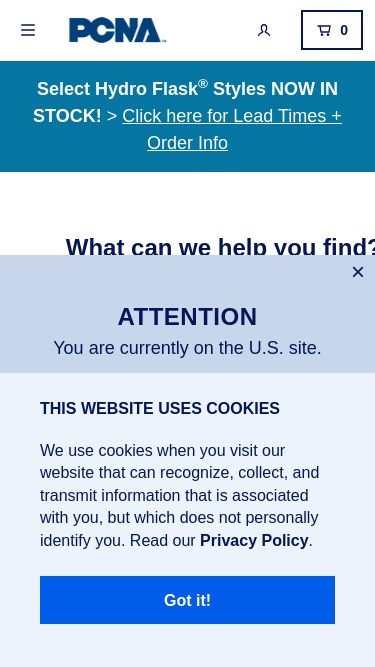 PCNA
0
Select Hydro Flask® Styles NOW IN
STOCK! > Click here for Lead Times +
Order Info
What can we help you find?
×
ATTENTION
You are currently on the U.S. site.
THIS WEBSITE USES COOKIES
We use cookies when you visit our
website that can recognize, collect, and
transmit information that is associated
with you, but which does not personally
identify you. Read our Privacy Policy.
Got it!